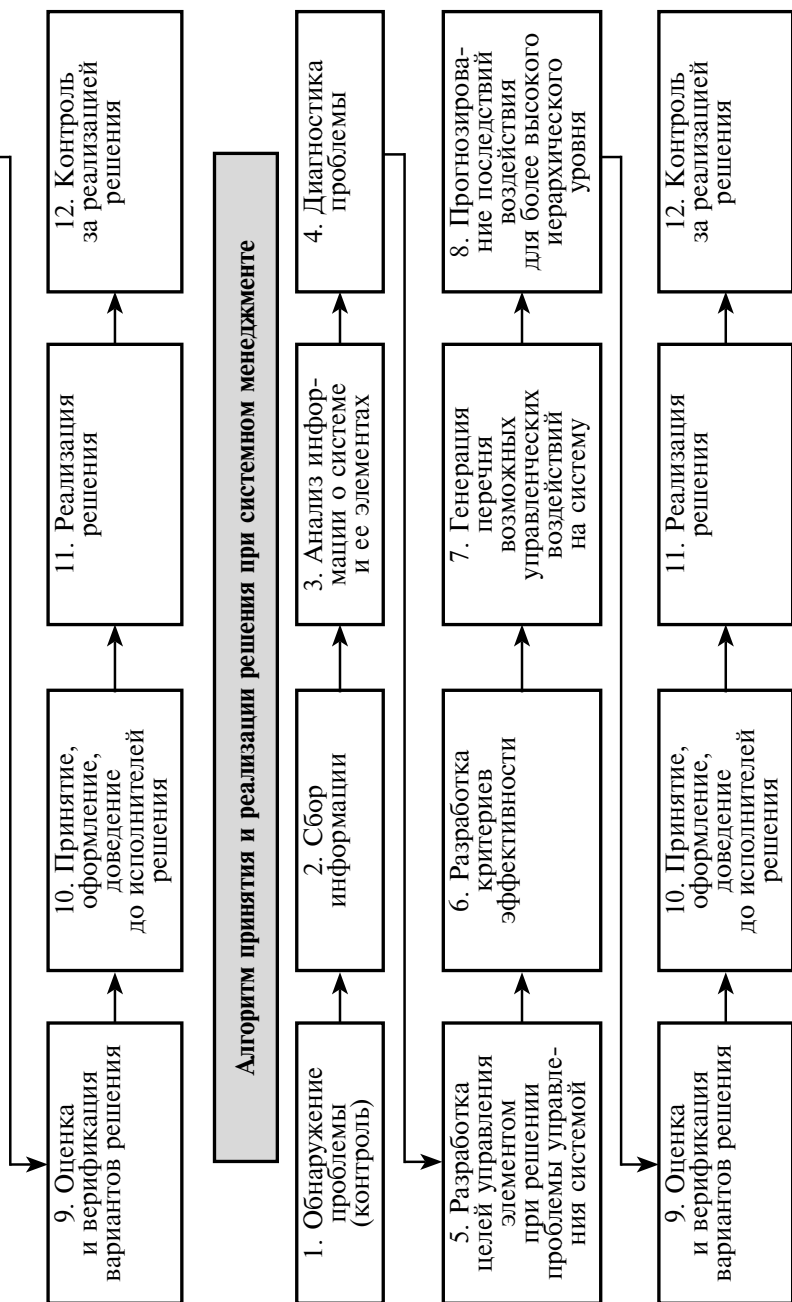 9. Оценка
и верификация
вариантов решения
10. Принятие,
оформление,
доведение
до исполнителей
решения
11. Реализация
решения
12. Контроль
за реализацией
решения
Алгоритм принятия и реализации решения при системном менеджменте
1. Обнаружение
проблемы
(контроль)
2. Сбор
информации
3. Анализ инфор-
мации о системе
и ее элементах
4. Диагностика
проблемы
5. Разработка
целей управления
элементом
при решении
проблемы управле-
ния системой
6. Разработка
критериев
эффективности
7. Генерация
перечня
возможных
управленческих
воздействий
на систему
8. Прогнозирова-
ние последствий
воздействия
для более высокого
иерархического
уровня
9. Оценка
и верификация
вариантов решения
10. Принятие,
оформление,
доведение
до исполнителей
решения
11. Реализация
решения
12. Контроль
за реализацией
решения